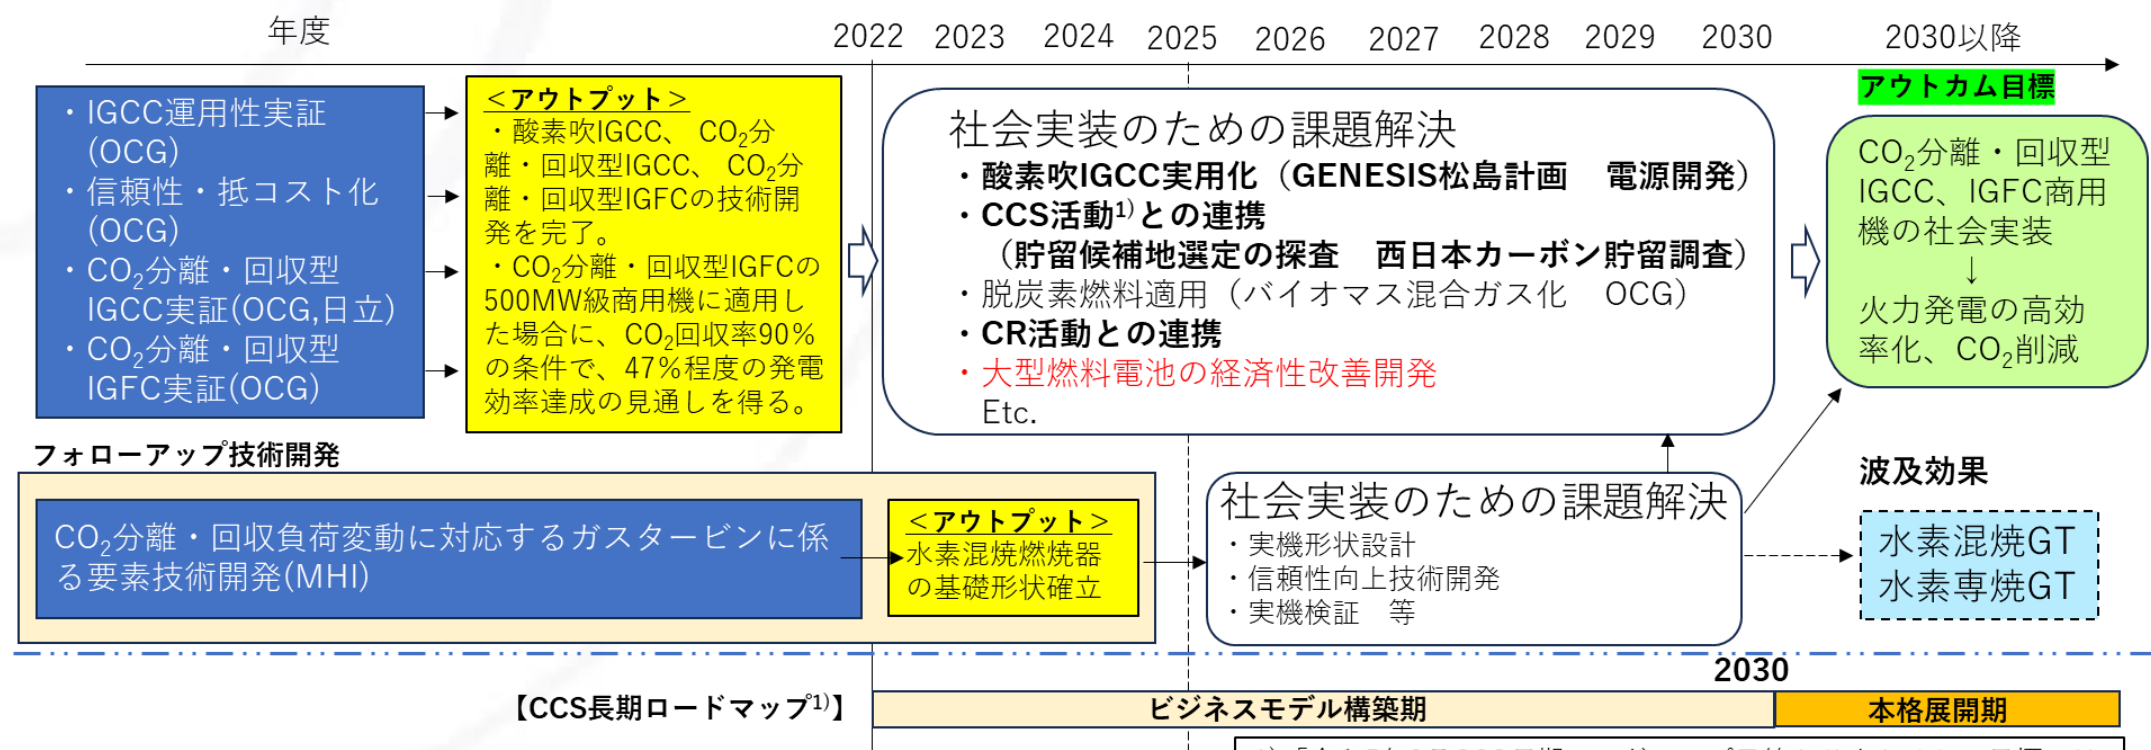 年度
2022 2023 2024 2025 2026 2027 2028 2029 2030 2030以降
・IGCC運用性実証
(OCG)
・信頼性・抵コスト化
(OCG)
・CO₂分離・回収型
IGCC実証(OCG,日立)
・CO₂分離・回収型
IGFC実証(OCG)
＜アウトプット＞
・酸素吹IGCC、 CO₂分
離・回収型IGCC、 CO₂分
離・回収型IGFCの技術開
発を完了。
・CO₂分離・回収型IGFCの
500MW級商用機に適用し
た場合に、CO₂回収率90%
の条件で、47%程度の発電
効率達成の見通しを得る。
社会実装のための課題解決
・酸素吹IGCC実用化（GENESIS松島計画　電源開発）
・CCS活動¹⁾との連携
（貯留候補地選定の探査　西日本カーボン貯留調査）
・脱炭素燃料適用（バイオマス混合ガス化　OCG）
・CR活動との連携
・大型燃料電池の経済性改善開発
Etc.
アウトカム目標
CO₂分離・回収型
IGCC、IGFC商用
機の社会実装
↓
火力発電の高効
率化、CO₂削減
フォローアップ技術開発
CO₂分離・回収負荷変動に対応するガスタービンに係
る要素技術開発(MHI)
＜アウトプット＞
水素混焼燃焼器
の基礎形状確立
社会実装のための課題解決
・実機形状設計
・信頼性向上技術開発
・実機検証　等
波及効果
水素混焼GT
水素専焼GT
2030
【CCS長期ロードマップ¹⁾】
ビジネスモデル構築期
本格展開期